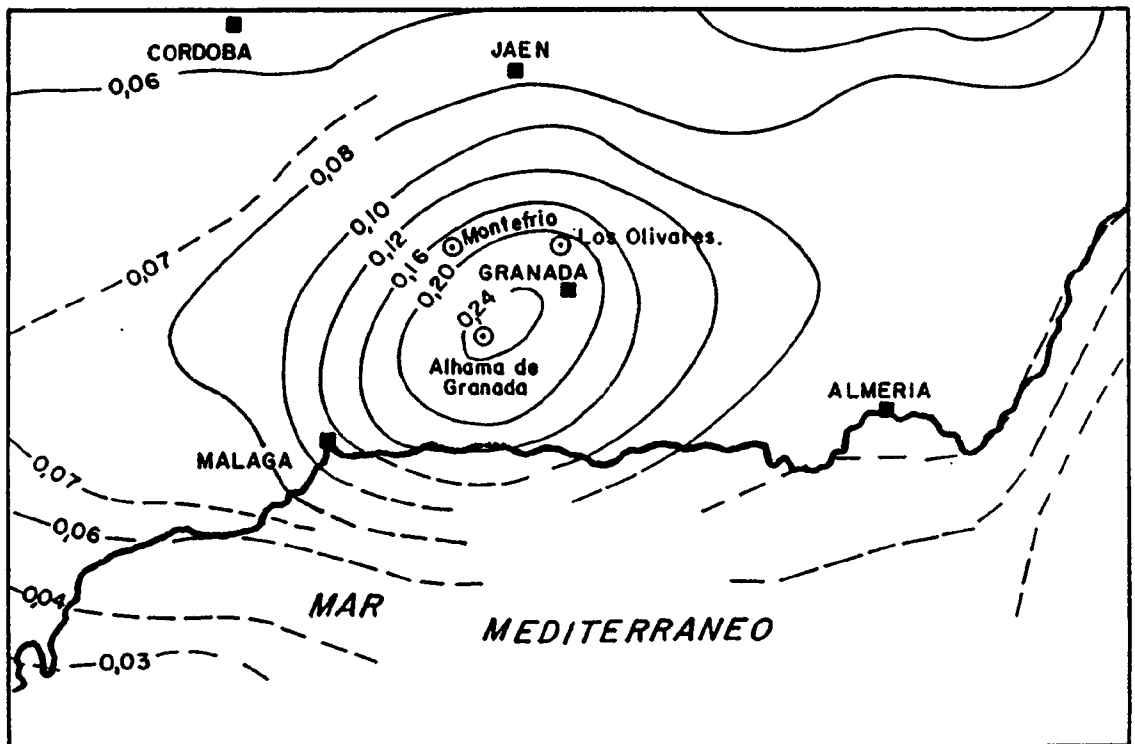 CORDOBA
JAEN
0,06
0,08
0,10
0,07
0,12
Montefrio
Los Olivares.
0,16
0,20
GRANADA
0,24
Alhama de
Granada
ALMERIA
MALAGA
0,07
0,06
0,04
MAR
MEDITERRANEO
0,03